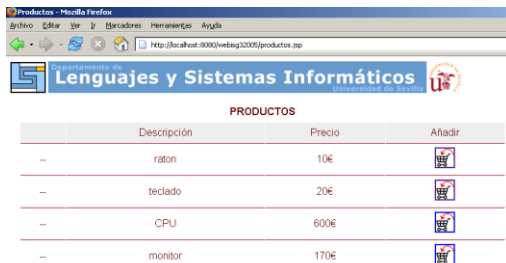 Productos - Mozilla Firefox
Archivo Editar Ver Ir Marcadores Herramientas Ayuda
http://localhost:8080/webisg32005/productos.jsp
Departamento de
Lenguajes y Sistemas Informáticos
Universidad de Sevilla
PRODUCTOS
Descripción Precio Añadir
-- raton 10€
-- teclado 20€
-- CPU 600€
-- monitor 170€